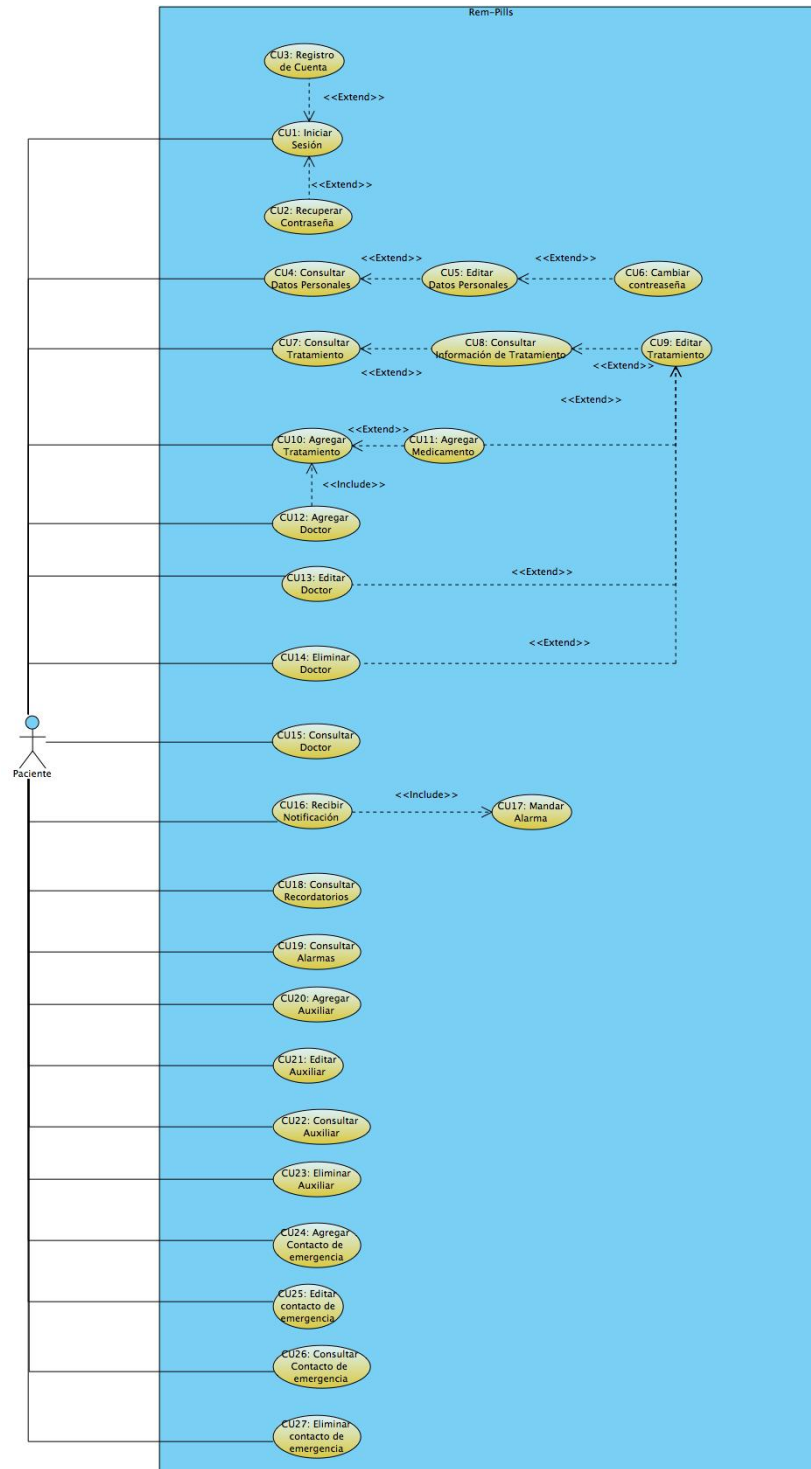 Rem-Pills
CU3: Registro
de Cuenta
<<Extend>>
CU1: Iniciar
Sesión
<<Extend>>
CU2: Recuperar
Contraseña
CU4: Consultar
Datos Personales
<<Extend>>
CU5: Editar
Datos Personales
<<Extend>>
CU6: Cambiar
contreaseña
CU7: Consultar
Tratamiento
<<Extend>>
CU8: Consultar
Información de Tratamiento
<<Extend>>
CU9: Editar
Tratamiento
<<Extend>>
CU10: Agregar
Tratamiento
<<Extend>>
CU11: Agregar
Medicamento
<<Include>>
CU12: Agregar
Doctor
CU13: Editar
Doctor
<<Extend>>
CU14: Eliminar
Doctor
<<Extend>>
Paciente
CU15: Consultar
Doctor
CU16: Recibir
Notificación
<<Include>>
CU17: Mandar
Alarma
CU18: Consultar
Recordatorios
CU19: Consultar
Alarmas
CU20: Agregar
Auxiliar
CU21: Editar
Auxiliar
CU22: Consultar
Auxiliar
CU23: Eliminar
Auxiliar
CU24: Agregar
Contacto de
emergencia
CU25: Editar
contacto de
emergencia
CU26: Consultar
Contacto de
emergencia
CU27: Eliminar
contacto de
emergencia